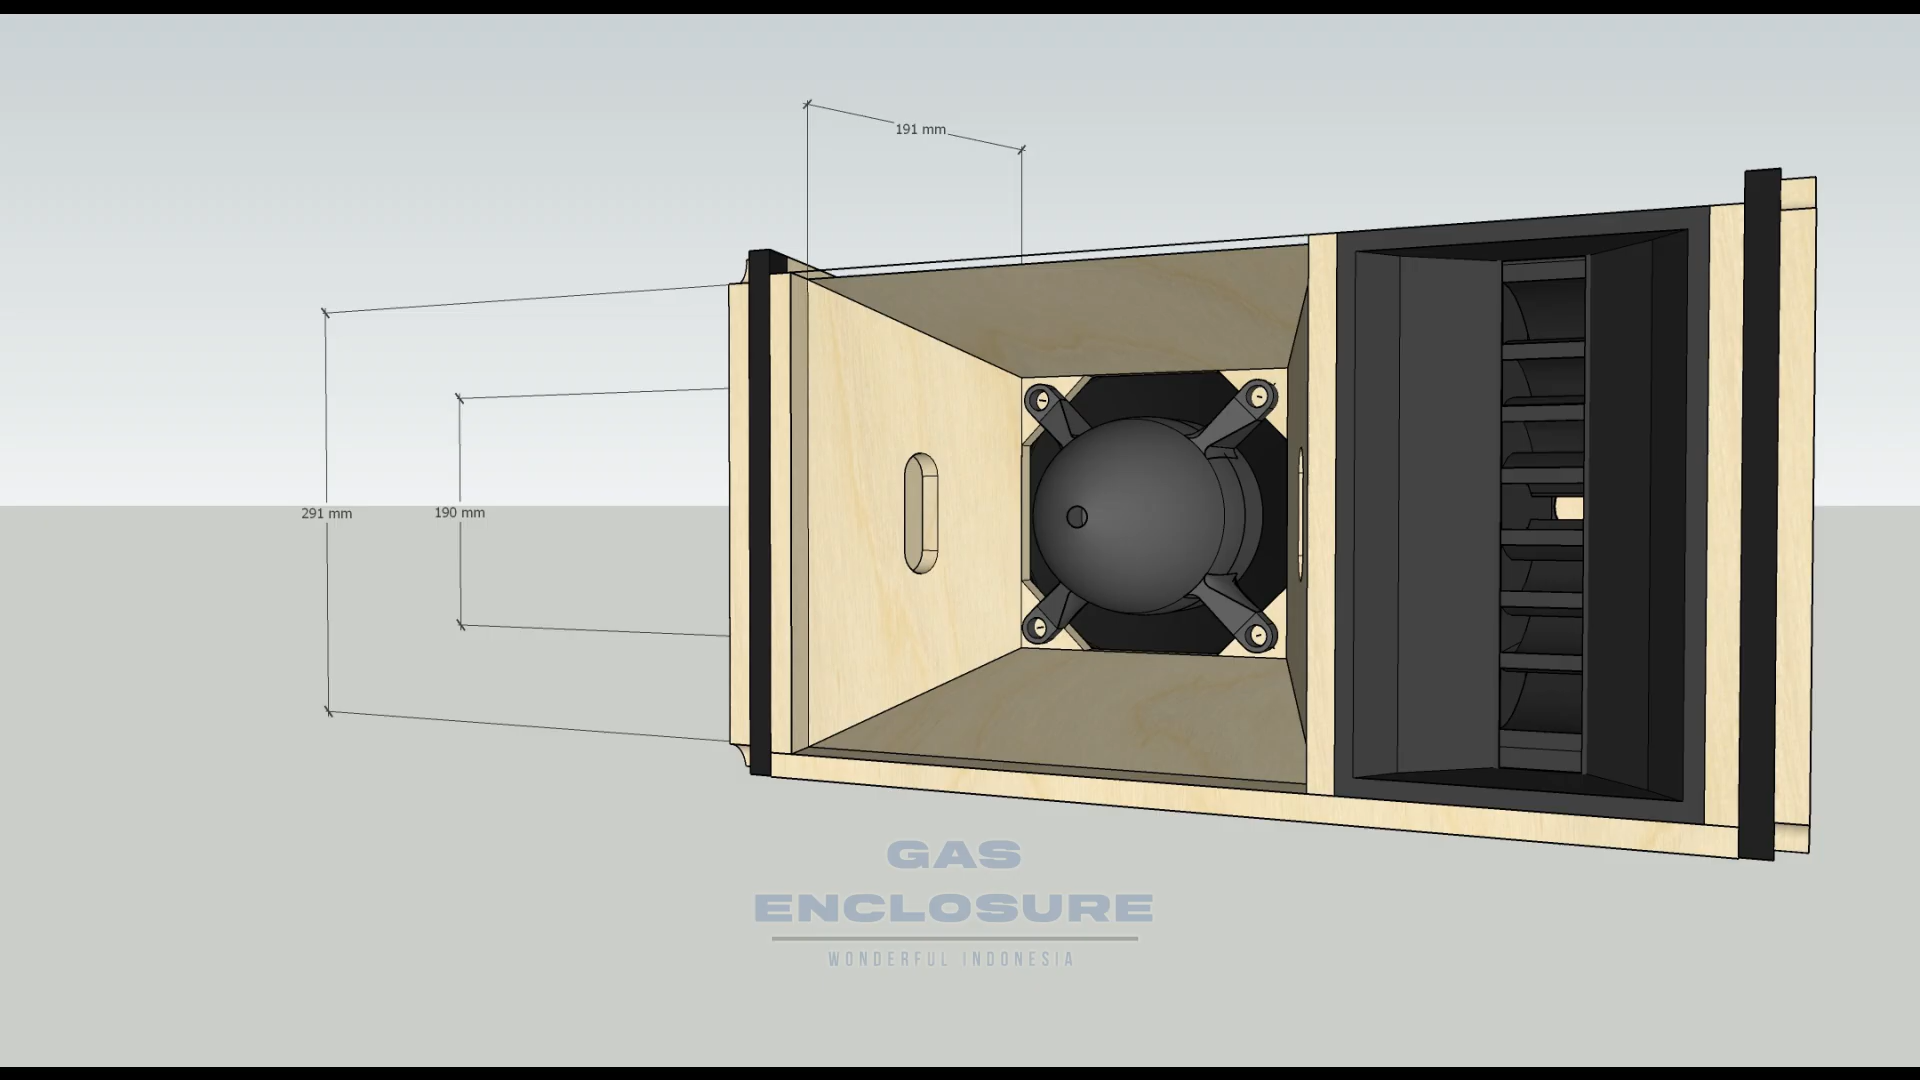 191 mm
291 mm
190 mm
GAS
ENCLOSURE
WONDERFUL INDONESIA